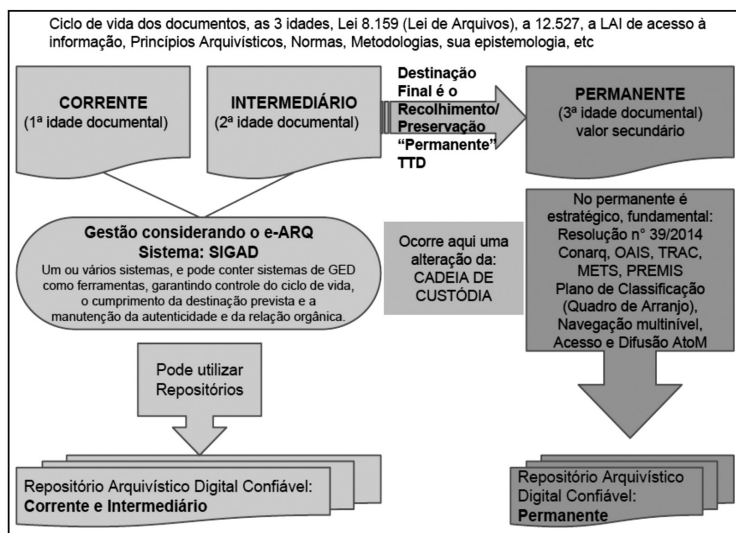 Ciclo de vida dos documentos, as 3 idades, Lei 8.159 (Lei de Arquivos), a 12.527, a LAI de acesso à
informação, Princípios Arquivísticos, Normas, Metodologias, sua epistemologia, etc
CORRENTE
(1ª idade documental)
INTERMEDIÁRIO
(2ª idade documental)
Destinação
Final é o
Recolhimento/
Preservação
“Permanente”
TTD
PERMANENTE
(3ª idade documental)
valor secundário
Gestão considerando o e-ARQ
Sistema: SIGAD
Um ou vários sistemas, e pode conter sistemas de GED
como ferramentas, garantindo controle do ciclo de vida,
o cumprimento da destinação prevista e a
manutenção da autenticidade e da relação orgânica.
Ocorre aqui uma
alteração da:
CADEIA DE
CUSTÓDIA
No permanente é
estratégico, fundamental:
Resolução n° 39/2014
Conarq, OAIS, TRAC,
METS, PREMIS
Plano de Classificação
(Quadro de Arranjo),
Navegação multinível,
Acesso e Difusão AtoM
Pode utilizar
Repositórios
Repositório Arquivístico Digital Confiável:
Corrente e Intermediário
Repositório Arquivístico
Digital Confiável:
Permanente